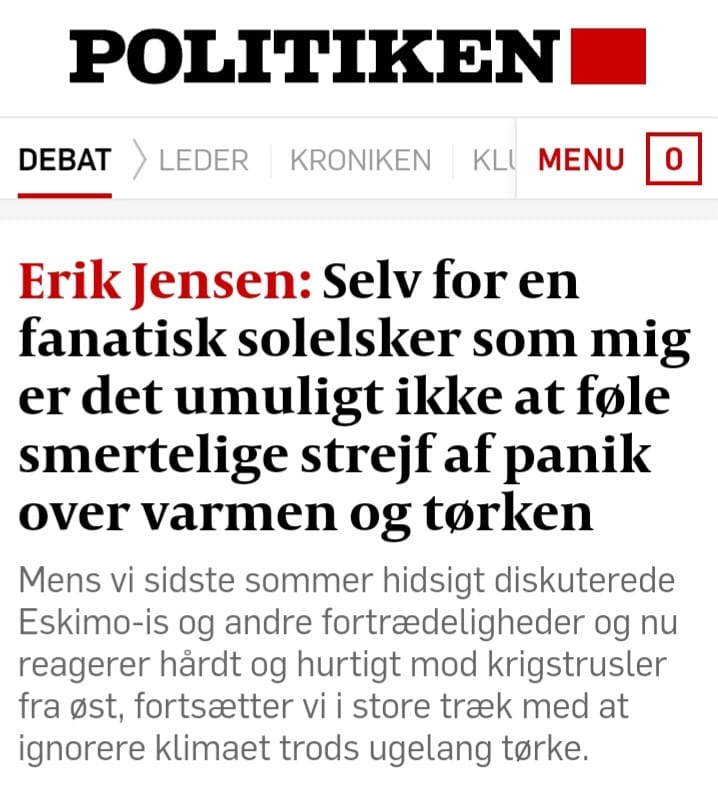 POLITIKEN
DEBAT LEDER KRONIKEN MENU 0
Erik Jensen: Selv for en
fanatisk solelsker som mig
er det umuligt ikke at føle
smertelige strejf af panik
over varmen og tørken
Mens vi sidste sommer hidsigt diskuterede
Eskimo-is og andre fortrædeligheder og nu
reagerer hårdt og hurtigt mod krigstrusler
fra øst, fortsætter vi i store træk med at
ignorere klimaet trods ugelang tørke.